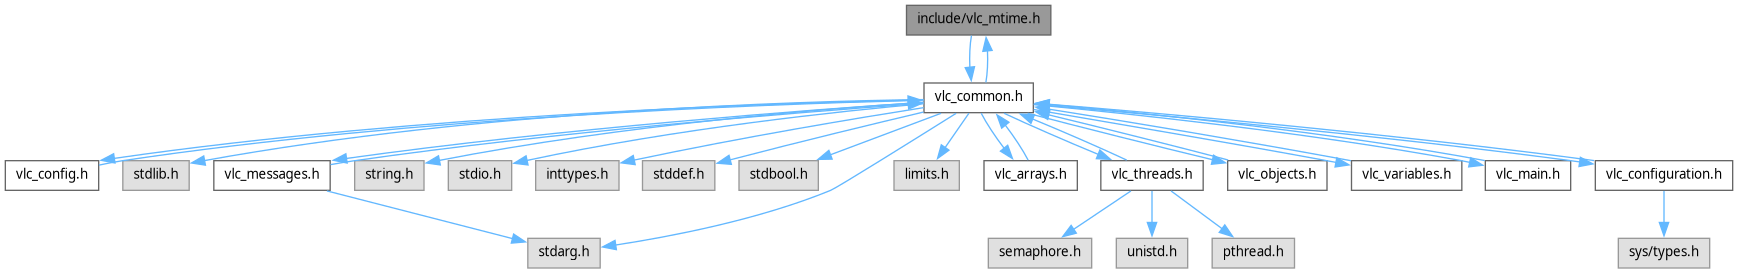 include/vlc_mtime.h
vlc_common.h
vlc_config.h
stdlib.h
vlc_messages.h
string.h
stdio.h
inttypes.h
stddef.h
stdbool.h
limits.h
vlc_arrays.h
vlc_threads.h
vlc_objects.h
vlc_variables.h
vlc_main.h
vlc_configuration.h
stdarg.h
semaphore.h
unistd.h
pthread.h
sys/types.h